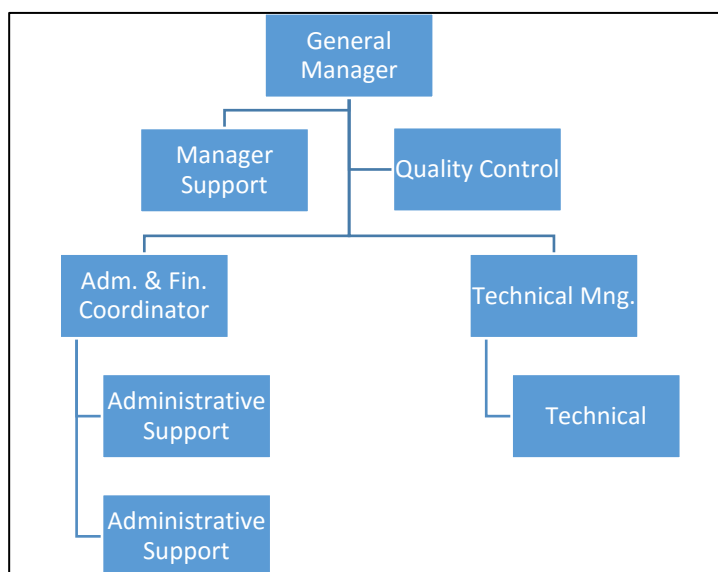 General
Manager
Manager
Support
Quality Control
Adm. & Fin.
Coordinator
Technical Mng.
Administrative
Support
Technical
Administrative
Support